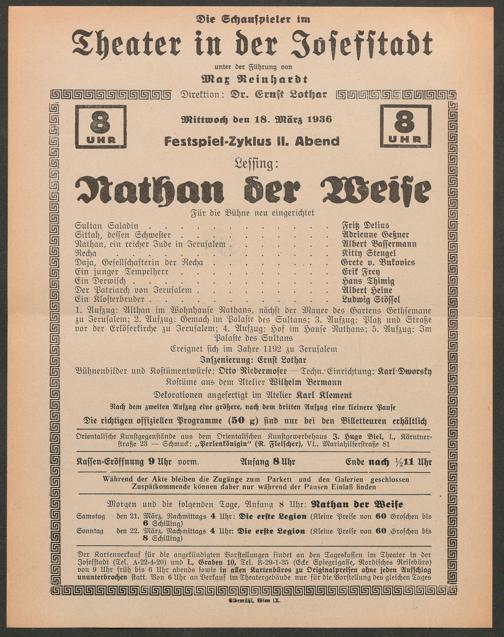 Die Schauspieler im
Theater in der Josefstadt
unter der Führung von
Max Reinhardt
Direktion: Dr. Ernst Lothar
8
UHR
Mittwoch den 18. März 1936
Festspiel-Zyklus II. Abend
8
UHR
Lessing:
Nathan der Weise
Für die Bühne neu eingerichtet
Sultan Saladin . . . . . . . . . . Fritz Delius
Sittah, dessen Schwester . . . . . . . . . . Adrienne Geßner
Nathan, ein reicher Jude in Jerusalem . . . . . . . . . . Albert Bassermann
Recha . . . . . . . . . . Kitty Stengel
Daja, Gesellschafterin der Recha . . . . . . . . . . Grete v. Bukovics
Ein junger Tempelherr . . . . . . . . . . Erik Frey
Ein Derwisch . . . . . . . . . . Hans Thimig
Der Patriarch von Jerusalem . . . . . . . . . . Albert Heine
Ein Klosterbruder . . . . . . . . . . Ludwig Stössel
1. Aufzug: Altan im Wohnhause Nathans, nächst der Mauer des Gartens Gethsemane
zu Jerusalem; 2. Aufzug: Gemach im Palaste des Sultans; 3. Aufzug: Platz und Straße
vor der Erlöserkirche zu Jerusalem; 4. Aufzug: Hof im Hause Nathans; 5. Aufzug: Im
Palaste des Sultans
Ereignet sich im Jahre 1192 zu Jerusalem
Inszenierung: Ernst Lothar
Bühnenbilder und Kostümentwürfe: Otto Niedermoser — Techn. Einrichtung: Karl Dworsky
Kostüme aus dem Atelier Wilhelm Bermann
Dekorationen angefertigt im Atelier Karl Klement
Nach dem zweiten Aufzug eine größere, nach dem dritten Aufzug eine kleinere Pause
Die richtigen offiziellen Programme (50 g) sind nur bei den Billetteuren erhältlich
Orientalische Kunstgegenstände aus dem Orientalischen Kunstgewerbehaus J. Hugo Biel, I., Kärntner-
straße 23 — Schmuck: „Perlenkönigin" (R. Fleischer), VI., Mariahilferstraße 81
Kassen-Eröffnung 9 Uhr vorm. Anfang 8 Uhr Ende nach ½11 Uhr
Während der Akte bleiben die Zugänge zum Parkett und den Galerien geschlossen
Zuspätkommende können daher nur während der Pausen Einlaß finden
Morgen und die folgenden Tage, Anfang 8 Uhr: Nathan der Weise
Samstag den 21. März, Nachmittags 4 Uhr: Die erste Legion (Kleine Preise von 60 Groschen bis
6 Schilling)
Sonntag den 22. März, Nachmittags 4 Uhr: Die erste Legion (Kleine Preise von 60 Groschen bis
8 Schilling)
Der Kartenverkauf für die angekündigten Vorstellungen findet an den Tageskassen im Theater in der
Josefstadt (Tel. A-22-4-20) und I., Graben 10, Tel. R-29-1-35 (Ecke Spiegelgasse, Nordisches Reisebüro)
von 9 Uhr früh bis 6 Uhr abends sowie in allen Kartenbüros zu Originalpreisen ohne jeden Aufschlag
ununterbrochen statt. Von 6 Uhr an Verkauf im Theatergebäude nur für die Vorstellung des gleichen Tages
Elbemühl, Wien IX.